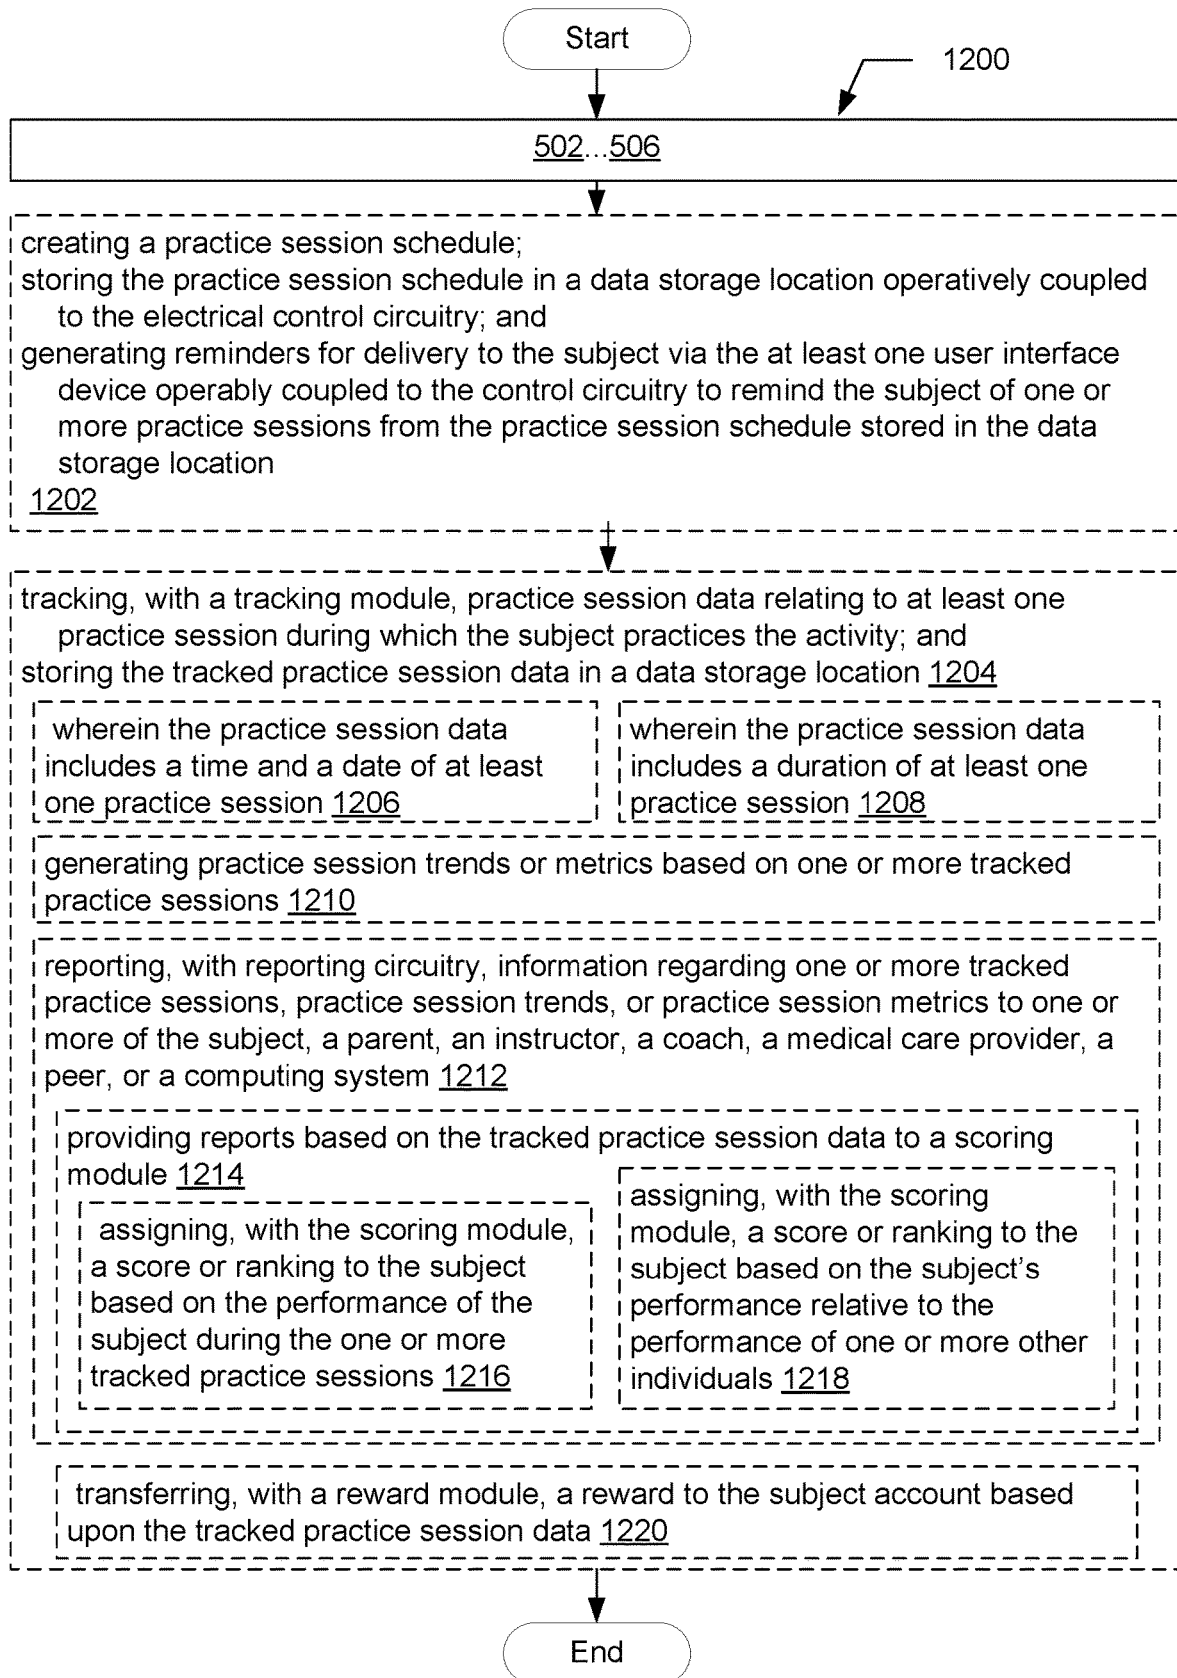 Start
1200
502...506
creating a practice session schedule;
storing the practice session schedule in a data storage location operatively coupled
to the electrical control circuitry; and
generating reminders for delivery to the subject via the at least one user interface
device operably coupled to the control circuitry to remind the subject of one or
more practice sessions from the practice session schedule stored in the data
storage location
1202
tracking, with a tracking module, practice session data relating to at least one
practice session during which the subject practices the activity; and
storing the tracked practice session data in a data storage location 1204
wherein the practice session data
includes a time and a date of at least
one practice session 1206
wherein the practice session data
includes a duration of at least one
practice session 1208
generating practice session trends or metrics based on one or more tracked
practice sessions 1210
reporting, with reporting circuitry, information regarding one or more tracked
practice sessions, practice session trends, or practice session metrics to one or
more of the subject, a parent, an instructor, a coach, a medical care provider, a
peer, or a computing system 1212
providing reports based on the tracked practice session data to a scoring
module 1214
assigning, with the scoring module,
a score or ranking to the subject
based on the performance of the
subject during the one or more
tracked practice sessions 1216
assigning, with the scoring
module, a score or ranking to the
subject based on the subject's
performance relative to the
performance of one or more other
individuals 1218
transferring, with a reward module, a reward to the subject account based
upon the tracked practice session data 1220
End